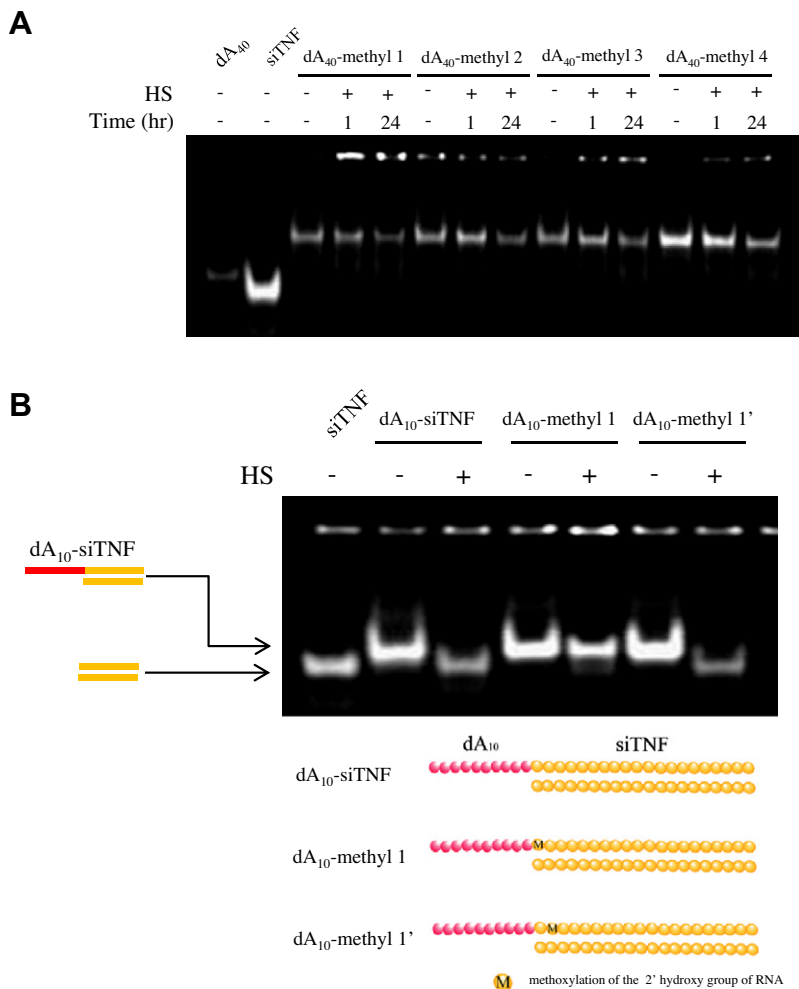 A
dA₄₀ siTNF dA₄₀-methyl 1 dA₄₀-methyl 2 dA₄₀-methyl 3 dA₄₀-methyl 4
HS - - - + + - + + - + + - + +
Time (hr) - - - 1 24 - 1 24 - 1 24 - 1 24
B
siTNF dA₁₀-siTNF dA₁₀-methyl 1 dA₁₀-methyl 1’
HS - - + - + - +
dA₁₀-siTNF
dA₁₀ siTNF
dA₁₀-siTNF
dA₁₀-methyl 1
M
dA₁₀-methyl 1’
M
M methoxylation of the 2’ hydroxy group of RNA